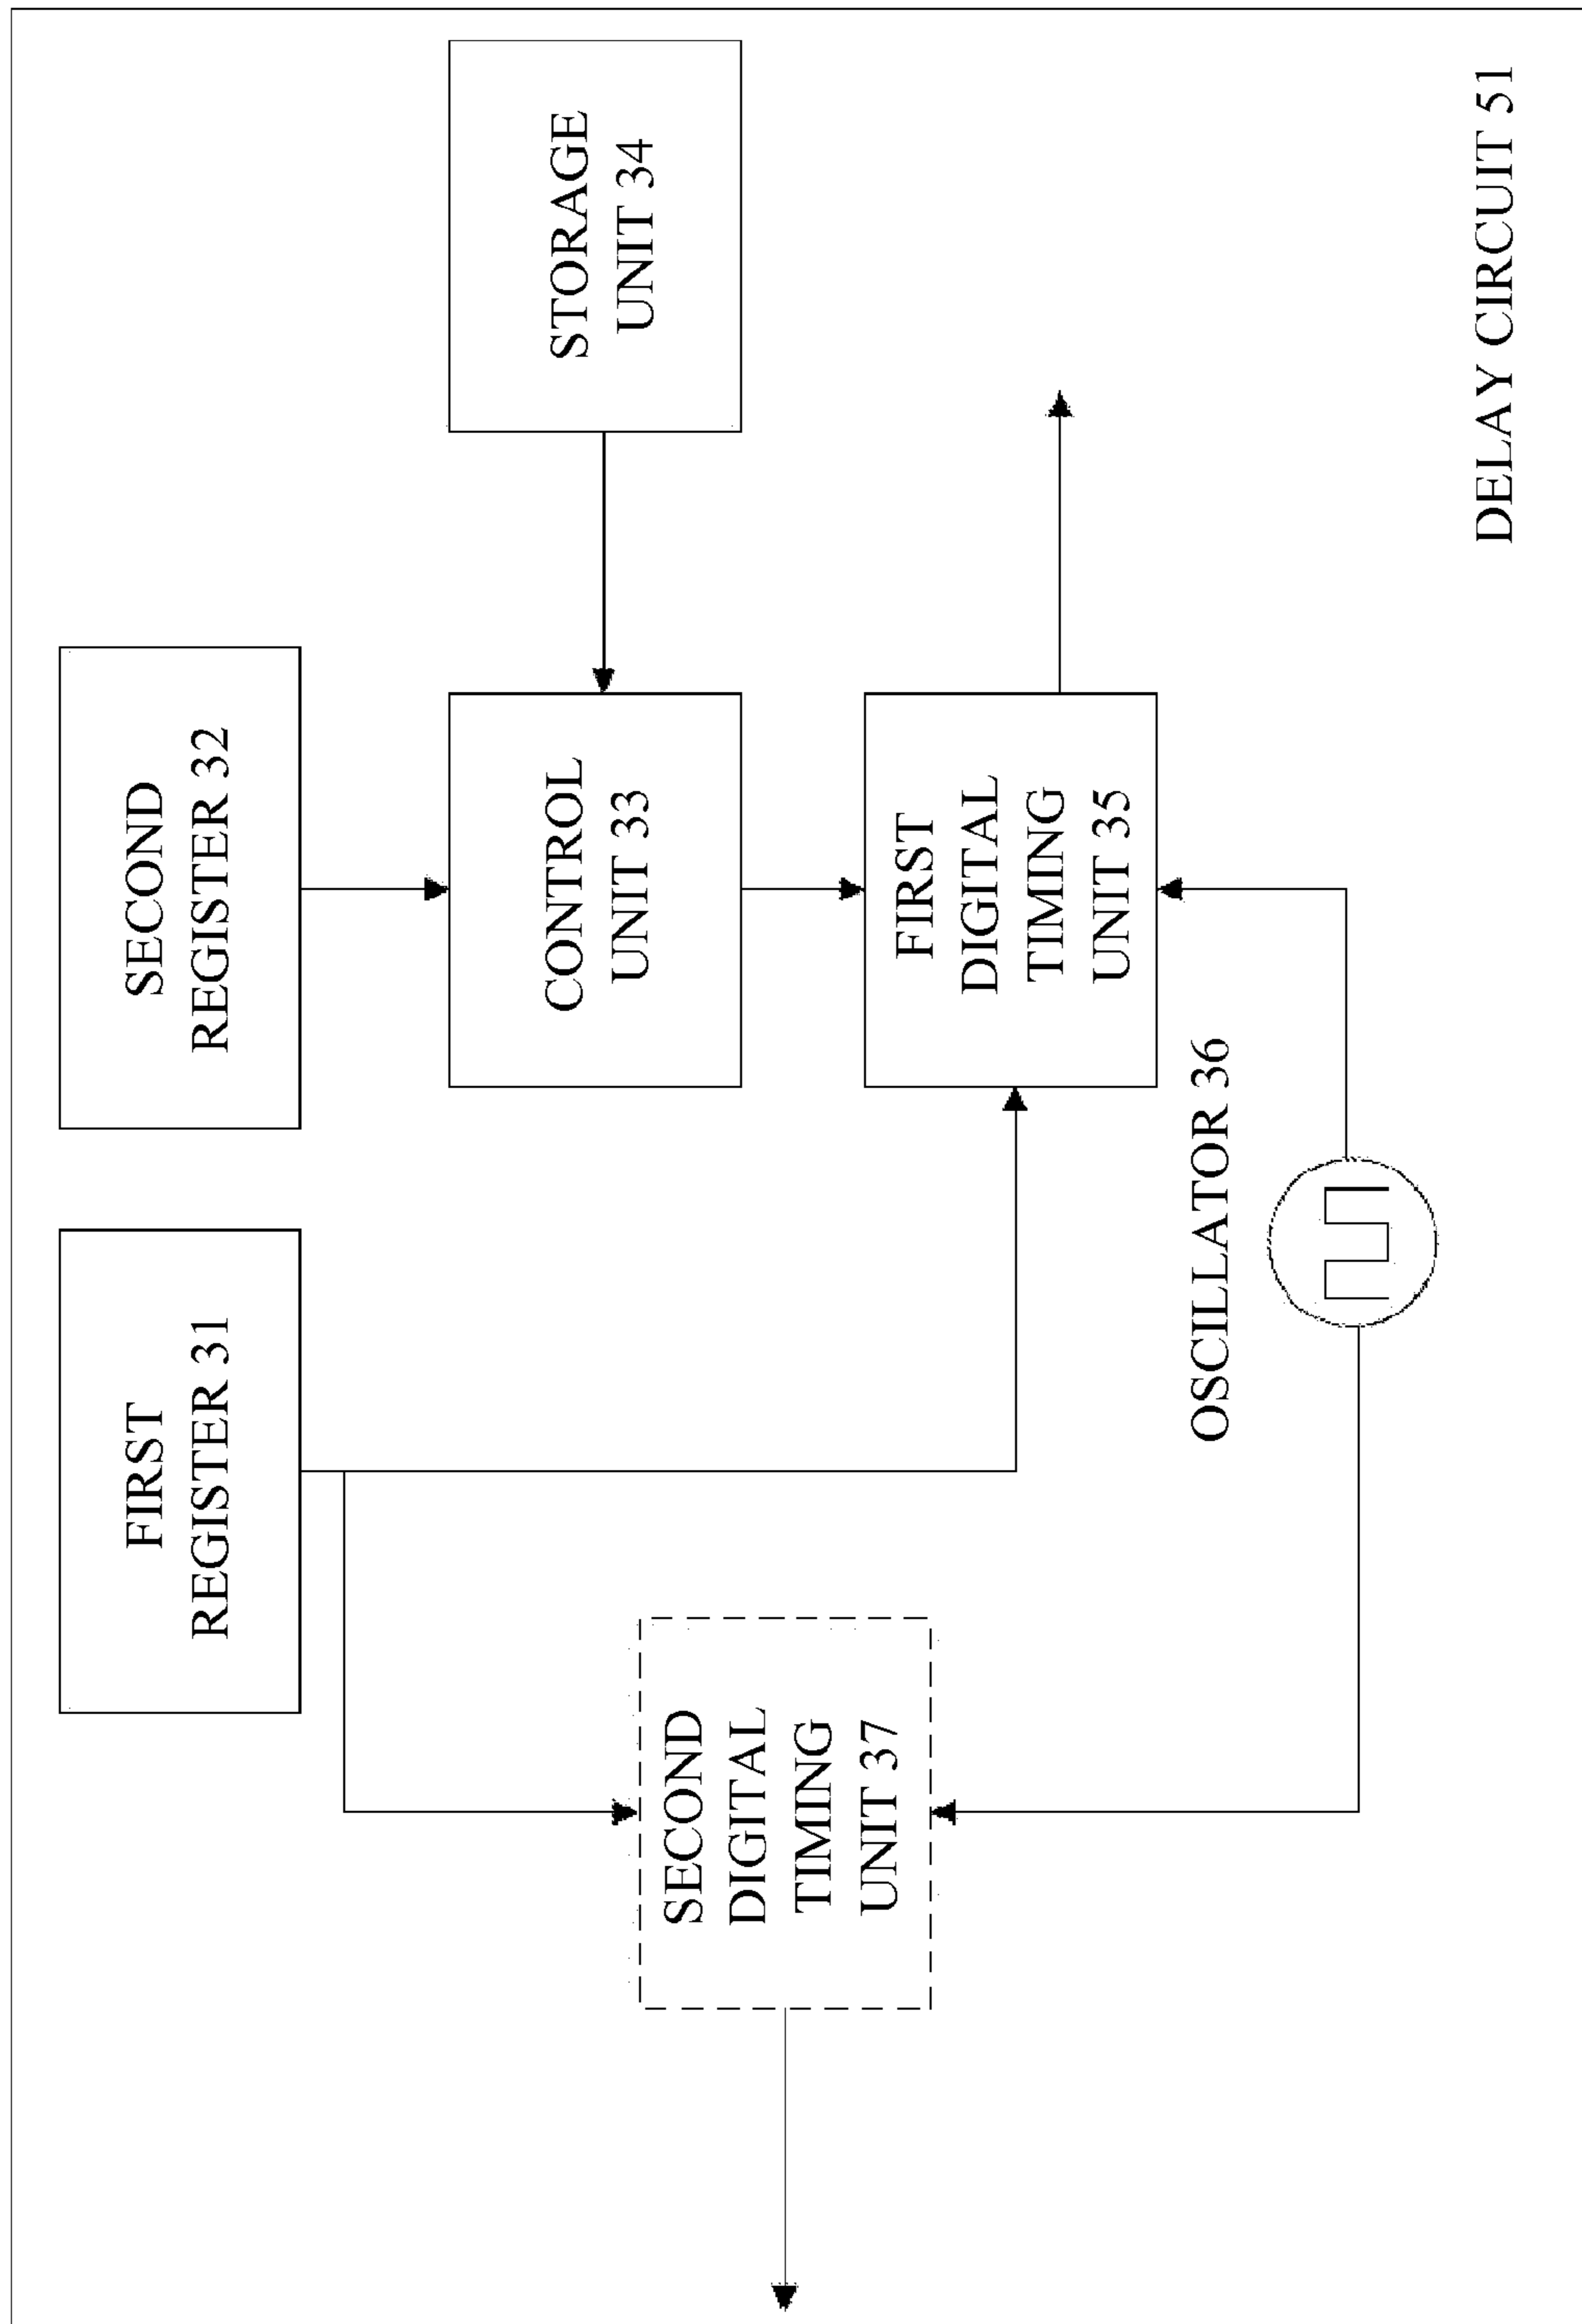 FIRST
REGISTER 31
SECOND
REGISTER 32
STORAGE
UNIT 34
CONTROL
UNIT 33
SECOND
DIGITAL
TIMING
UNIT 37
FIRST
DIGITAL
TIMING
UNIT 35
OSCILLATOR 36
DELAY CIRCUIT 51